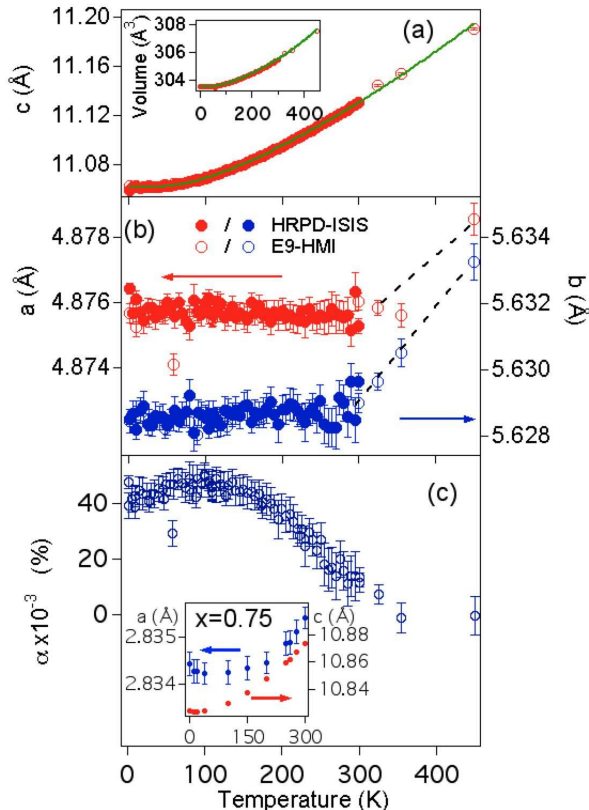 308
306
304
Volume (Å³)
0 200 400
(a)
11.20
11.12
11.06
c (Å)
(b)
● / ● HRPD-ISIS
○ / ○ E9-HMI
4.878
4.876
4.874
a (Å)
5.634
5.632
5.630
5.628
b (Å)
(c)
40
20
0
α x10⁻³ (%)
a (Å) x=0.75 c (Å)
2.835
2.834
10.88
10.86
10.84
0 150 300
0 100 200 300 400
Temperature (K)